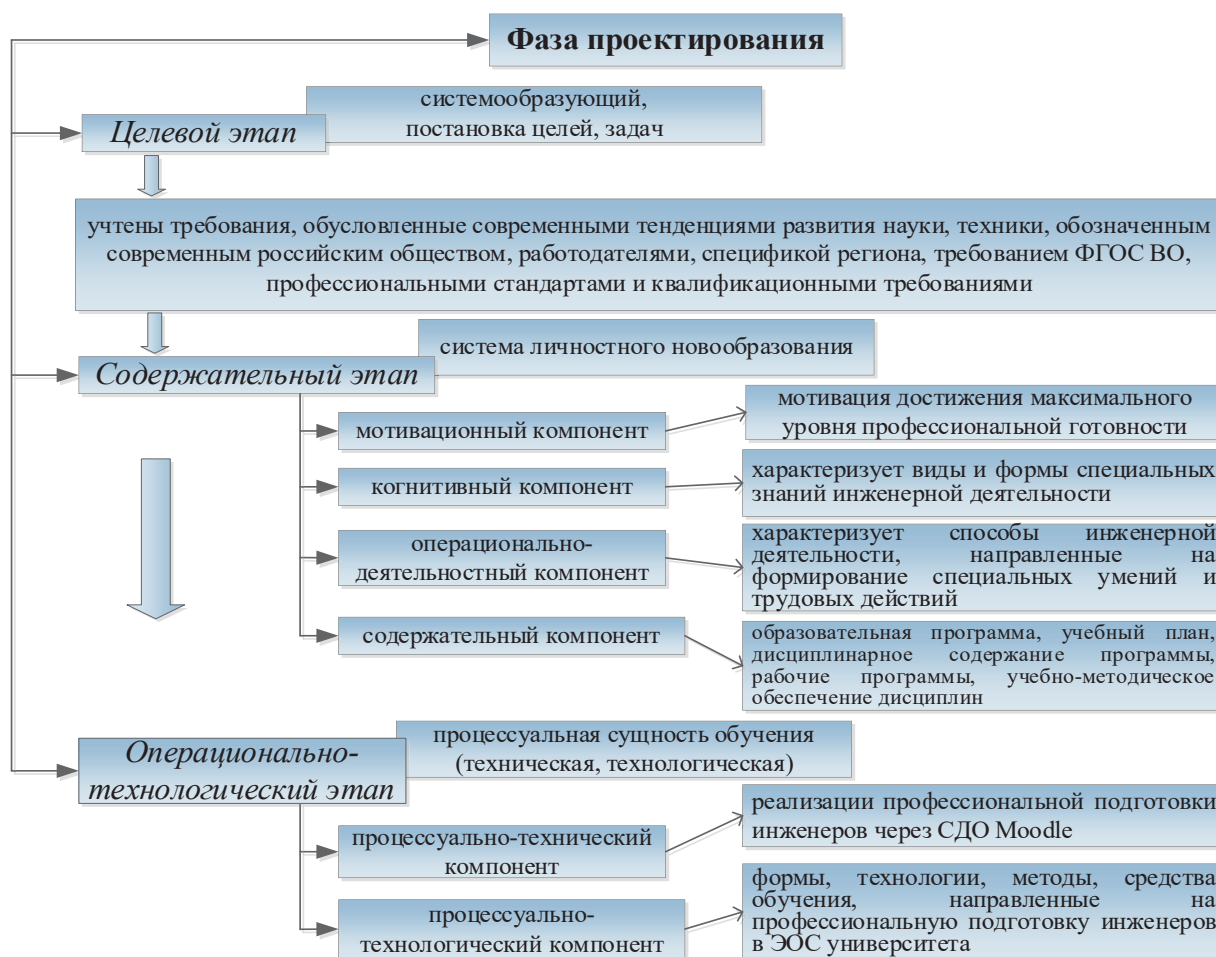 Фаза проектирования
системообразующий,
постановка целей, задач
Целевой этап
учтены требования, обусловленные современными тенденциями развития науки, техники, обозначенным
современным российским обществом, работодателями, спецификой региона, требованием ФГОС ВО,
профессиональными стандартами и квалификационными требованиями
система личностного новообразования
Содержательный этап
мотивационный компонент
мотивация достижения максимального
уровня профессиональной готовности
когнитивный компонент
характеризует виды и формы специальных
знаний инженерной деятельности
операционально-
деятельностный компонент
характеризует способы инженерной
деятельности, направленные на
формирование специальных умений и
трудовых действий
содержательный компонент
образовательная программа, учебный план,
дисциплинарное содержание программы,
рабочие программы, учебно-методическое
обеспечение дисциплин
процессуальная сущность обучения
(техническая, технологическая)
Операционально-
технологический этап
процессуально-технический
компонент
реализации профессиональной подготовки
инженеров через СДО Moodle
процессуально-
технологический компонент
формы, технологии, методы, средства
обучения, направленные на
профессиональную подготовку инженеров
в ЭОС университета